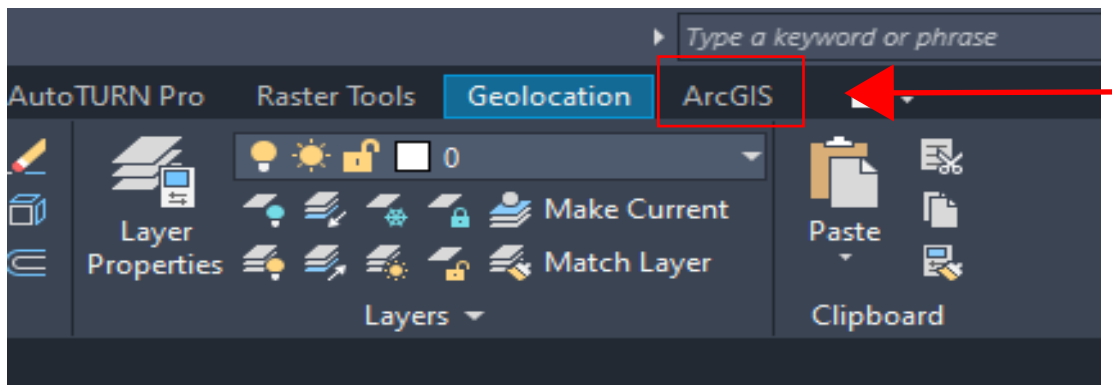 Type a keyword or phrase
AutoTURN Pro Raster Tools Geolocation ArcGIS
0
Make Current
Layer
Properties
Match Layer
Paste
Layers
Clipboard